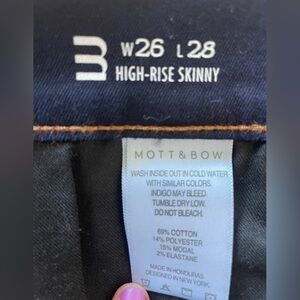 W26 L28
HIGH-RISE SKINNY
MOTT & BOW
WASH INSIDE OUT IN COLD WATER
WITH SIMILAR COLORS.
INDIGO MAY BLEED.
TUMBLE DRY LOW.
DO NOT BLEACH.
69% COTTON
14% POLYESTER
15% MODAL
2% ELASTANE
MADE IN HONDURAS
DESIGNED IN NEW YORK.